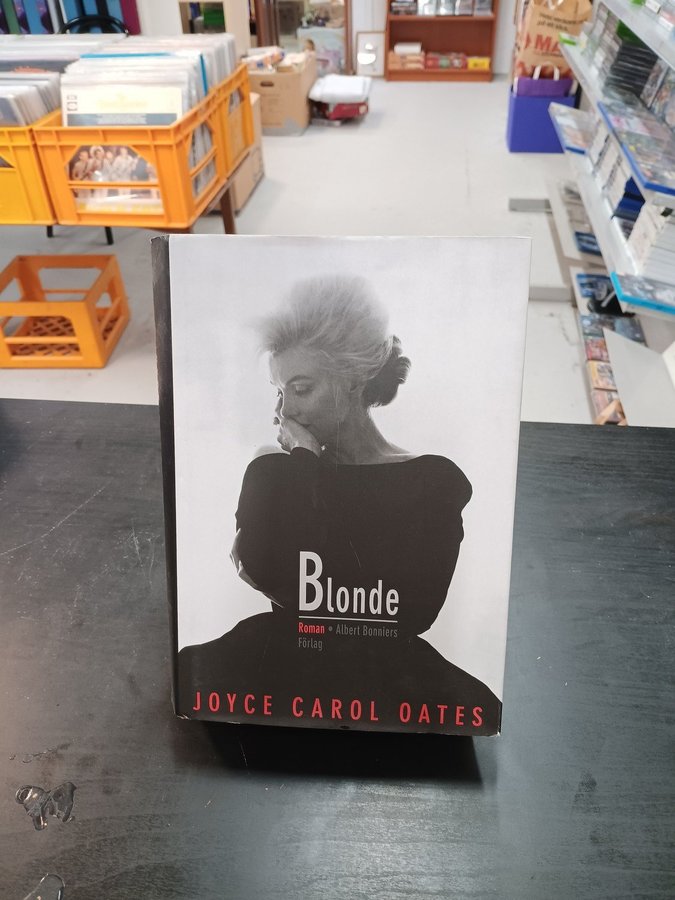 Blonde
Roman • Albert Bonniers
Förlag
JOYCE CAROL OATES